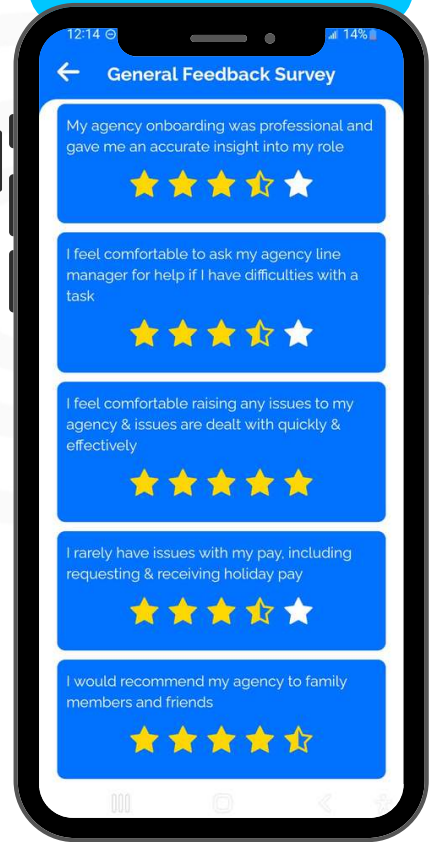 12:14
14%
General Feedback Survey
My agency onboarding was professional and
gave me an accurate insight into my role
I feel comfortable to ask my agency line
manager for help if I have difficulties with a
task
I feel comfortable raising any issues to my
agency & issues are dealt with quickly &
effectively
I rarely have issues with my pay, including
requesting & receiving holiday pay
I would recommend my agency to family
members and friends